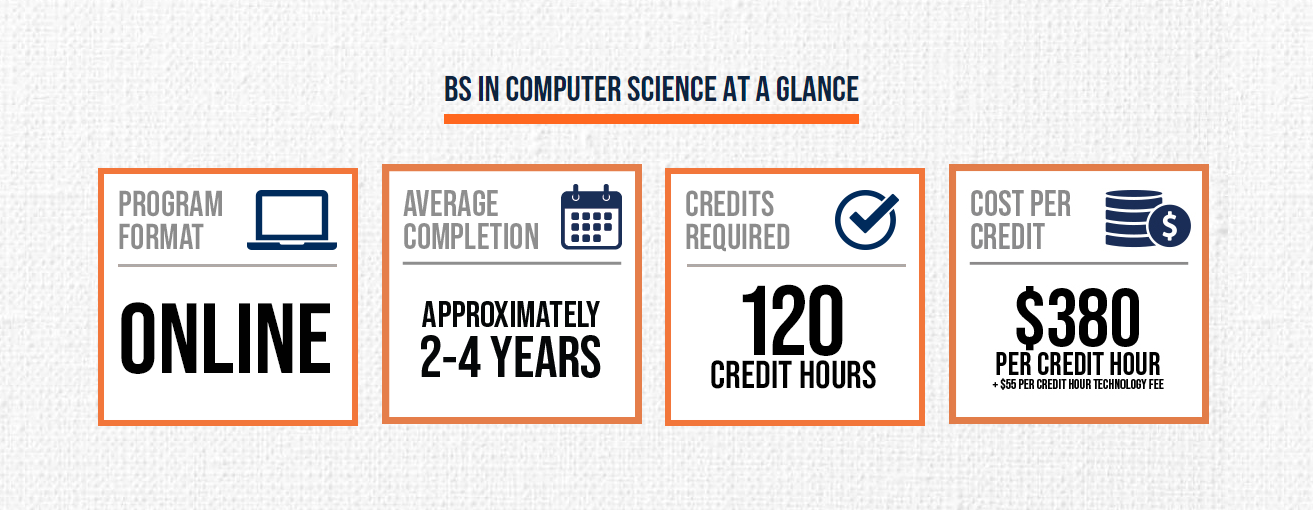 BS IN COMPUTER SCIENCE AT A GLANCE
PROGRAM
FORMAT
ONLINE
AVERAGE
COMPLETION
APPROXIMATELY
2-4 YEARS
CREDITS
REQUIRED
120
CREDIT HOURS
COST PER
CREDIT
$
$380
PER CREDIT HOUR
+ $55 PER CREDIT HOUR TECHNOLOGY FEE